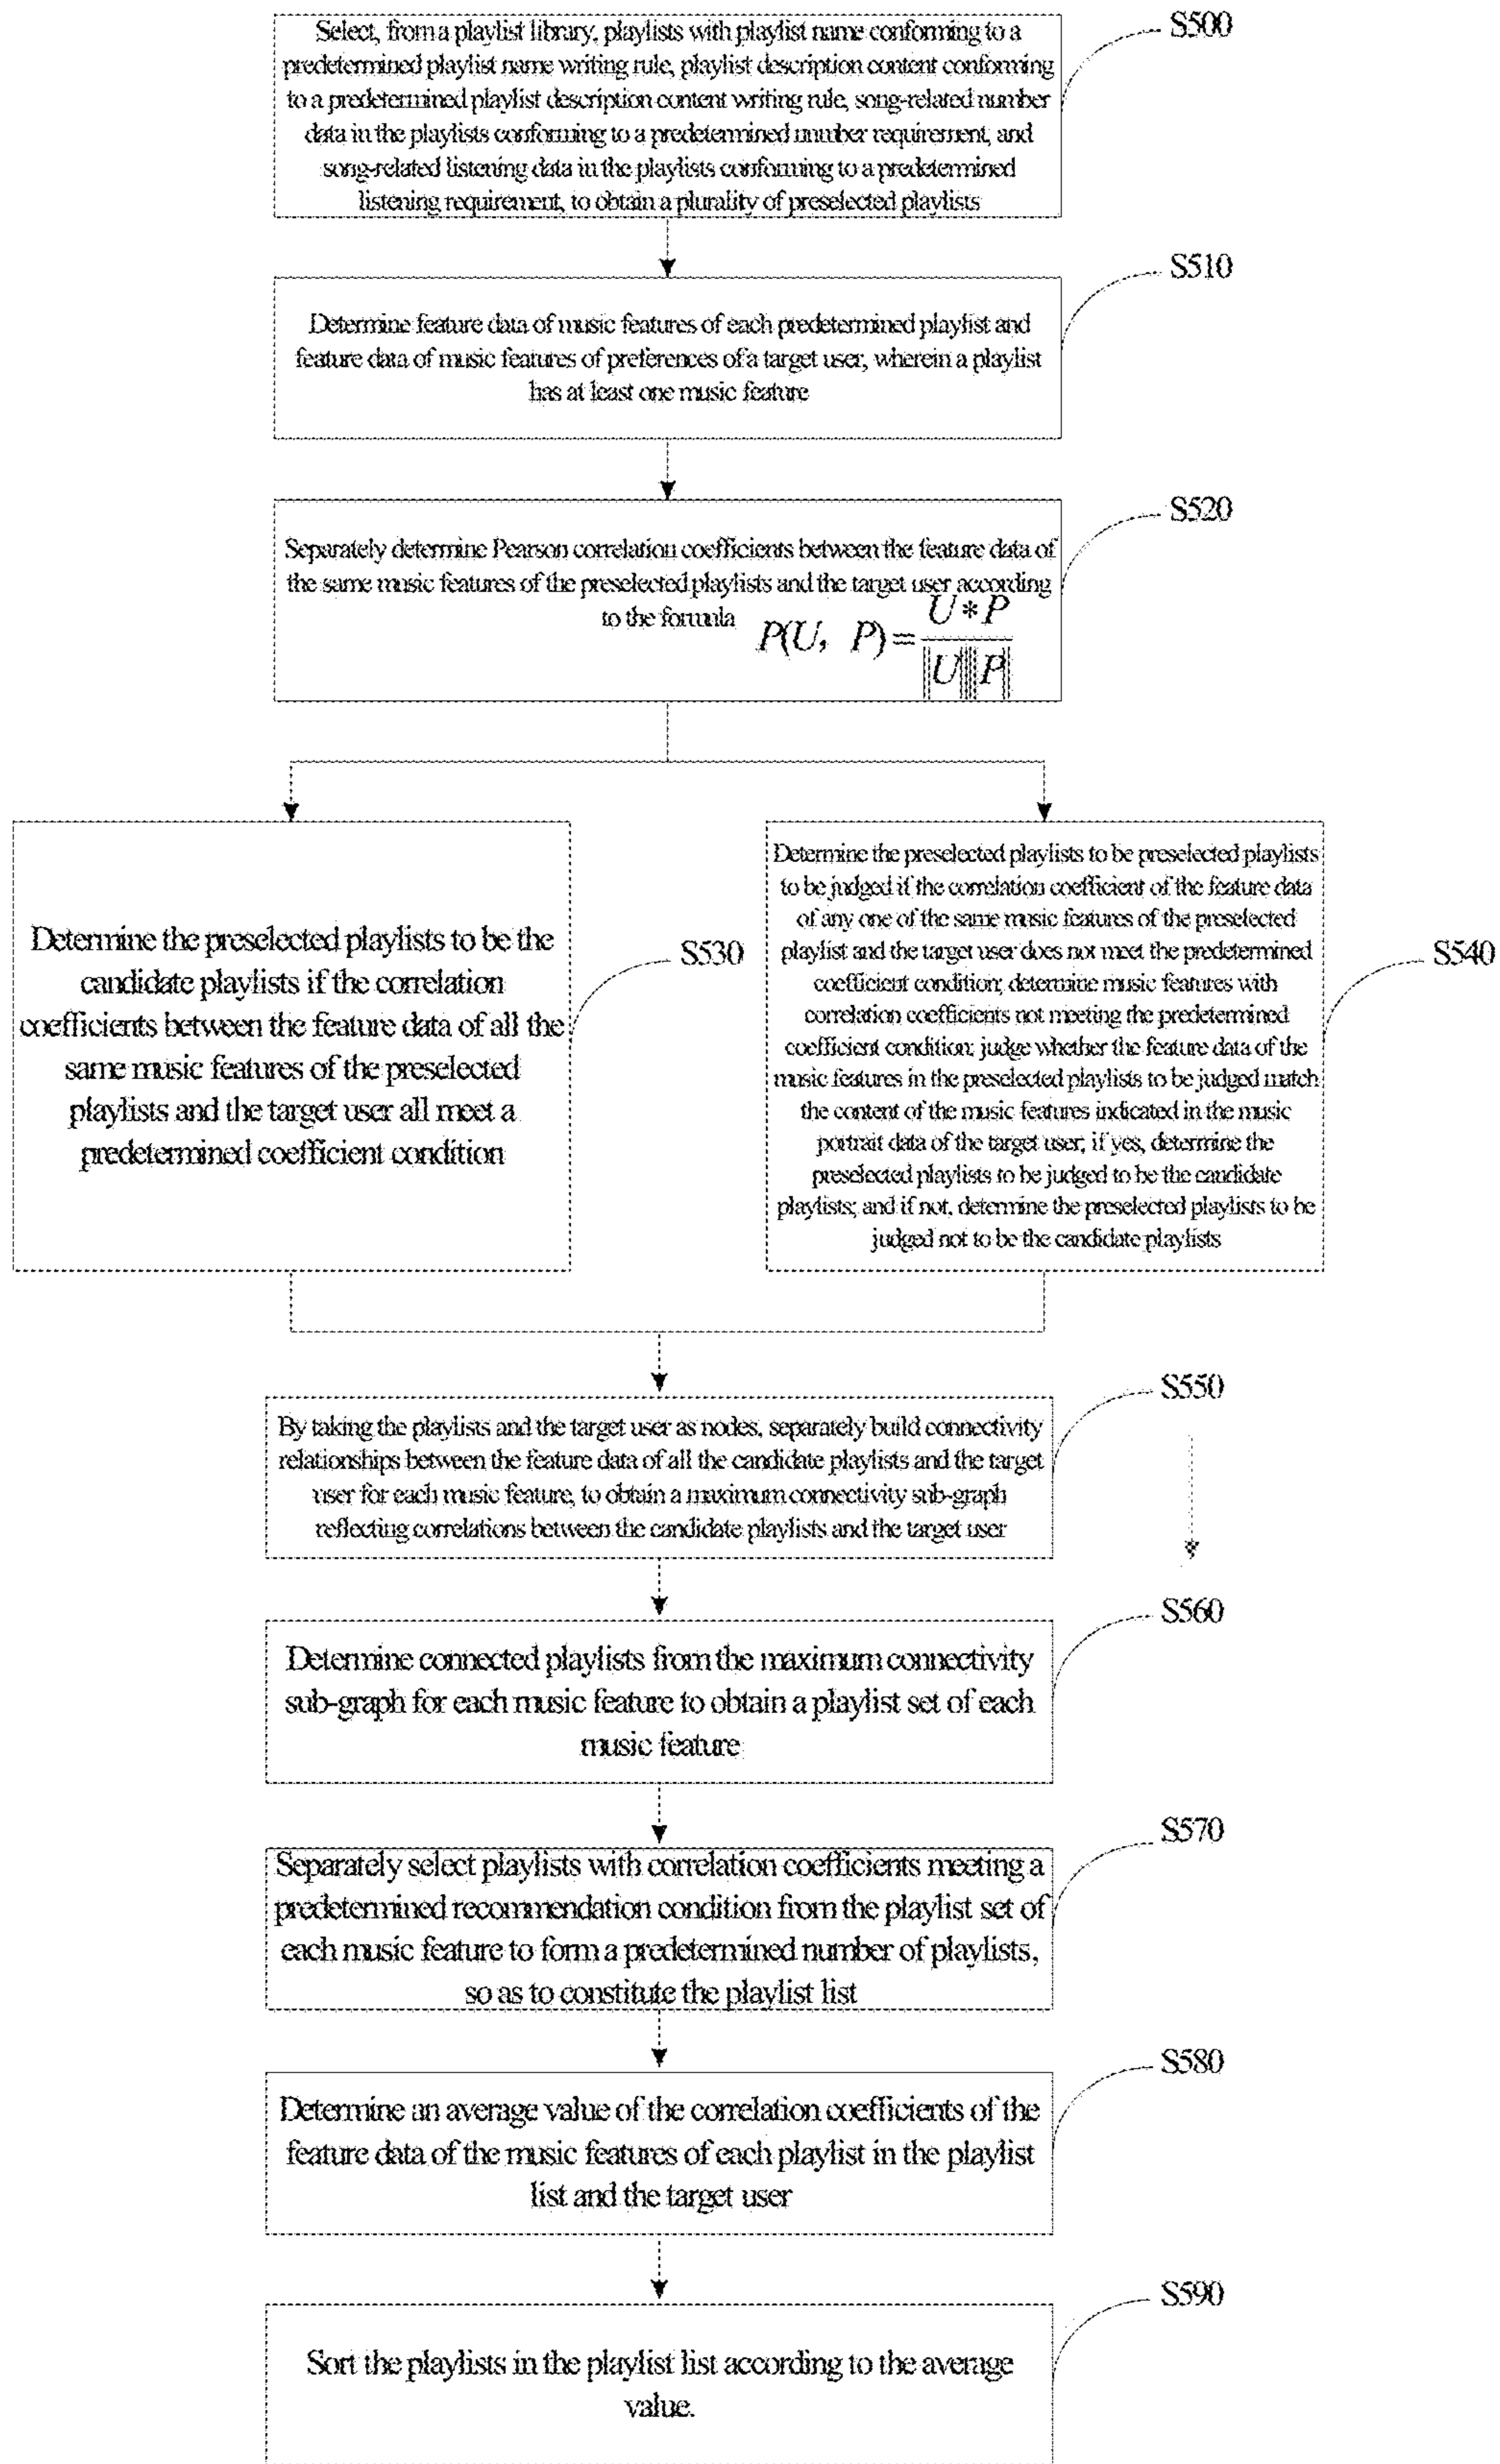 S500
Select, from a playlist library, playlists with playlist name conforming to a
predetermined playlist name writing rule, playlist description content conforming
to a predetermined playlist description content writing rule, song-related number
data in the playlists conforming to a predetermined number requirement, and
song-related listening data in the playlists conforming to a predetermined
listening requirement, to obtain a plurality of preselected playlists
S510
Determine feature data of music features of each predetermined playlist and
feature data of music features of preferences of a target user, wherein a playlist
has at least one music feature
S520
Separately determine Pearson correlation coefficients between the feature data of
the same music features of the preselected playlists and the target user according
to the formula P(U, P) = U * P / ‖U‖‖P‖
Determine the preselected playlists to be the
candidate playlists if the correlation
coefficients between the feature data of all the
same music features of the preselected
playlists and the target user all meet a
predetermined coefficient condition
S530
Determine the preselected playlists to be preselected playlists
to be judged if the correlation coefficient of the feature data
of any one of the same music features of the preselected
playlist and the target user does not meet the predetermined
coefficient condition; determine music features with
correlation coefficients not meeting the predetermined
coefficient condition; judge whether the feature data of the
music features in the preselected playlists to be judged match
the content of the music features indicated in the music
portrait data of the target user; if yes, determine the
preselected playlists to be judged to be the candidate
playlists; and if not, determine the preselected playlists to be
judged not to be the candidate playlists
S540
S550
By taking the playlists and the target user as nodes, separately build connectivity
relationships between the feature data of all the candidate playlists and the target
user for each music feature, to obtain a maximum connectivity sub-graph
reflecting correlations between the candidate playlists and the target user
S560
Determine connected playlists from the maximum connectivity
sub-graph for each music feature to obtain a playlist set of each
music feature
S570
Separately select playlists with correlation coefficients meeting a
predetermined recommendation condition from the playlist set of
each music feature to form a predetermined number of playlists,
so as to constitute the playlist list
S580
Determine an average value of the correlation coefficients of the
feature data of the music features of each playlist in the playlist
list and the target user
S590
Sort the playlists in the playlist list according to the average
value.